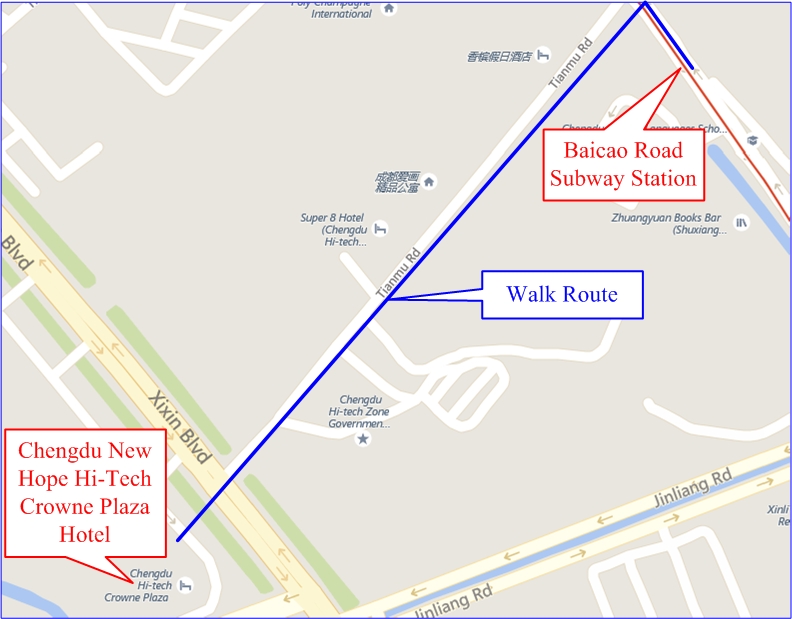 Poly Champagne
International
香槟假日酒店
Tianmu Rd
Baicao Road
Subway Station
成都爱画
精品公寓
Super 8 Hotel
(Chengdu
Hi-tech...
Zhuangyuan Books Bar
(Shuxiang...
Blvd
Tianmu Rd
Walk Route
Chengdu
Hi-tech Zone
Governmen...
Xixin Blvd
Chengdu New
Hope Hi-Tech
Crowne Plaza
Hotel
Jinliang Rd
Xinli
Re
Chengdu
Hi-tech
Crowne Plaza
Jinliang Rd